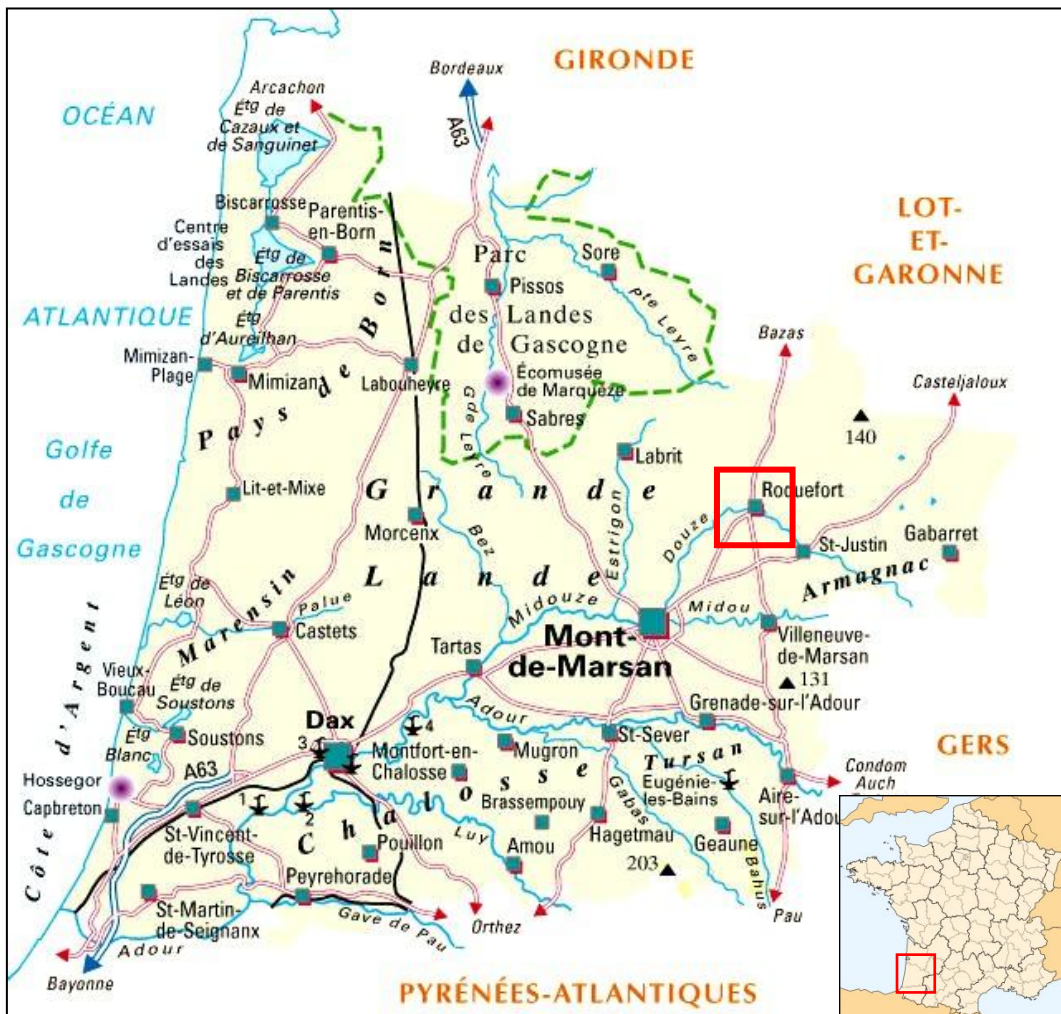 GIRONDE
Bordeaux
Arcachon
A63
OCÉAN
Étg de
Cazaux et
de Sanguinet
Biscarrosse
Parentis-
en-Born
Centre
d'essais
des
Landes
Étg de
Biscarrosse
et de Parentis
LOT-
ET-
GARONNE
Parc
Sore
Pissos
Pte Leyre
des Landes
de Gascogne
ATLANTIQUE
Étg
d'Aureilhan
Mimizan-
Plage
Mimizan
Labouheyre
Pays de Born
Écomusée
de Marquèze
Gde Leyre
Sabres
Bazas
Casteljaloux
140
Golfe
de
Gascogne
Lit-et-Mixe
Labrit
Grande
Lande
Morcenx
Bez
Estrigon
Douze
Roquefort
St-Justin
Gabarret
Armagnac
Étg de
Léon
Marensin
Palue
Castets
Midouze
Midou
Mont-
de-Marsan
Villeneuve-
de-Marsan
131
Tartas
Vieux-
Boucau
Étg de
Soustons
Étg
Blanc
Soustons
Côte d'Argent
Dax
3
4
Adour
Grenade-sur-l'Adour
Montfort-en-
Chalosse
Mugron
St-Sever
Tursan
GERS
Hossegor
A63
Capbreton
1
2
Chalosse
Brassempouy
Eugénie-
les-Bains
Condom
Auch
Aire-
sur-l'Adour
St-Vincent-
de-Tyrosse
Pouillon
Luy
Amou
Hagetmau
Gabas
Geaune
203
Bahus
Peyrehorade
St-Martin-
de-Seignanx
Gave de Pau
Orthez
Pau
Adour
Bayonne
PYRÉNÉES-ATLANTIQUES